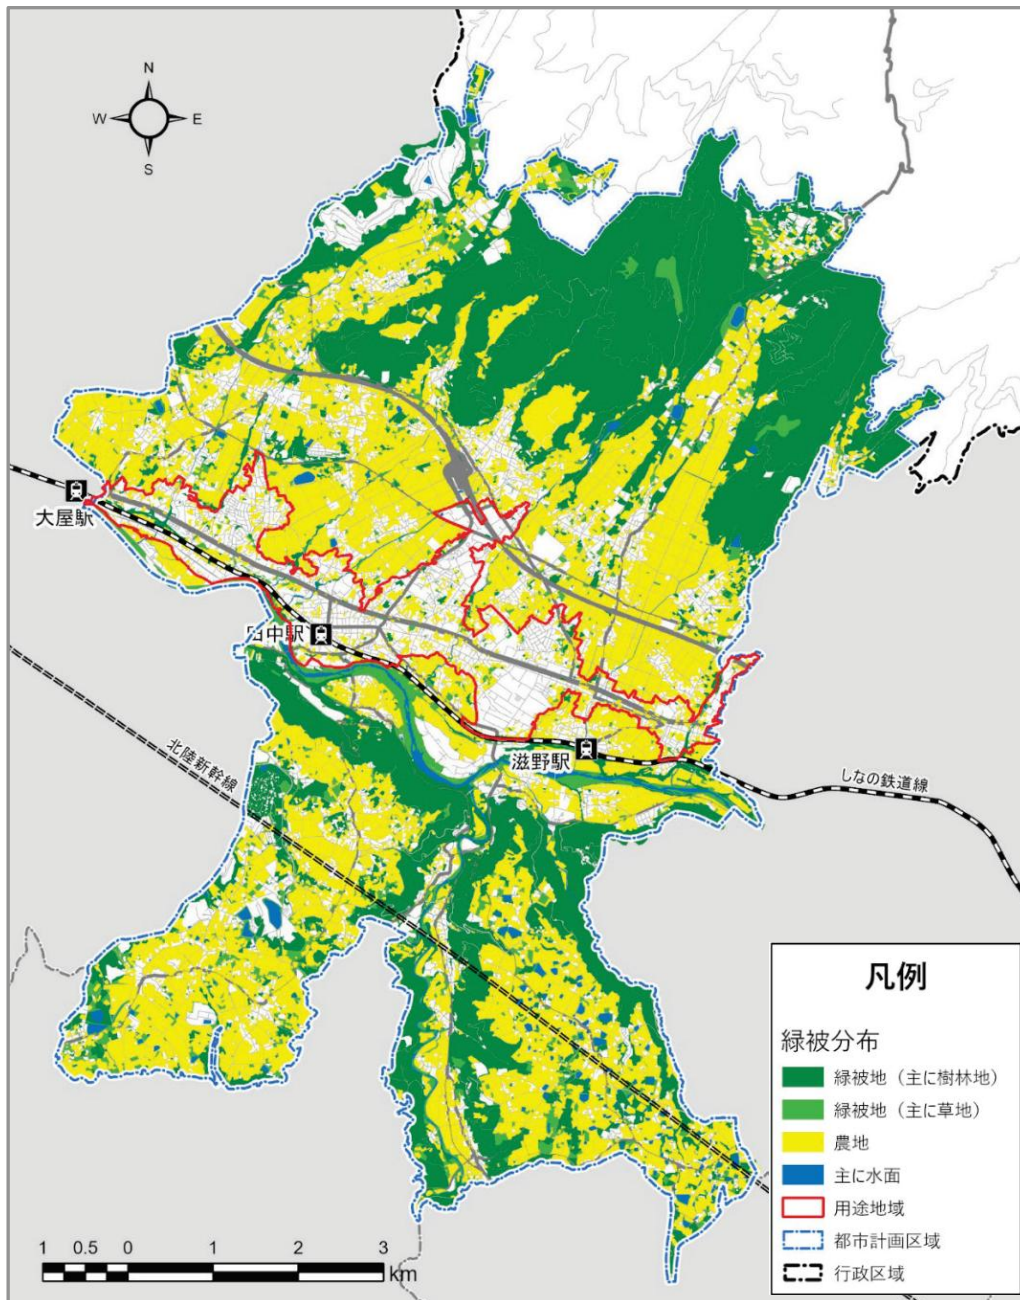 N
W E
S
大屋駅
田中駅
滋野駅
北陸新幹線
しなの鉄道線
凡例
緑被分布
緑被地（主に樹林地）
緑被地（主に草地）
農地
主に水面
用途地域
都市計画区域
行政区域
1 0.5 0 1 2 3
km